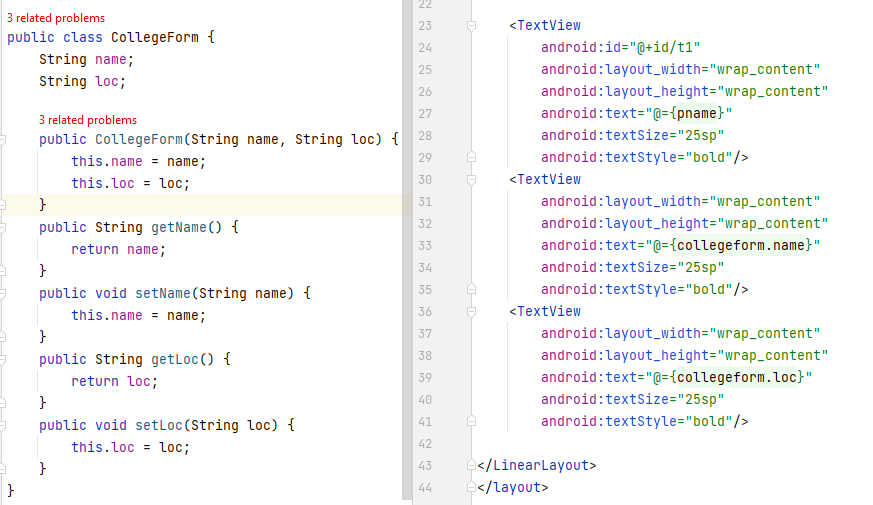 3 related problems
public class CollegeForm {
    String name;
    String loc;
    3 related problems
    public CollegeForm(String name, String loc) {
        this.name = name;
        this.loc = loc;
    }
    public String getName() {
        return name;
    }
    public void setName(String name) {
        this.name = name;
    }
    public String getLoc() {
        return loc;
    }
    public void setLoc(String loc) {
        this.loc = loc;
    }
}
22
23    <TextView
24        android:id="@+id/t1"
25        android:layout_width="wrap_content"
26        android:layout_height="wrap_content"
27        android:text="@={pname}"
28        android:textSize="25sp"
29        android:textStyle="bold"/>
30    <TextView
31        android:layout_width="wrap_content"
32        android:layout_height="wrap_content"
33        android:text="@={collegeform.name}"
34        android:textSize="25sp"
35        android:textStyle="bold"/>
36    <TextView
37        android:layout_width="wrap_content"
38        android:layout_height="wrap_content"
39        android:text="@={collegeform.loc}"
40        android:textSize="25sp"
41        android:textStyle="bold"/>
42
43 </LinearLayout>
44 </layout>